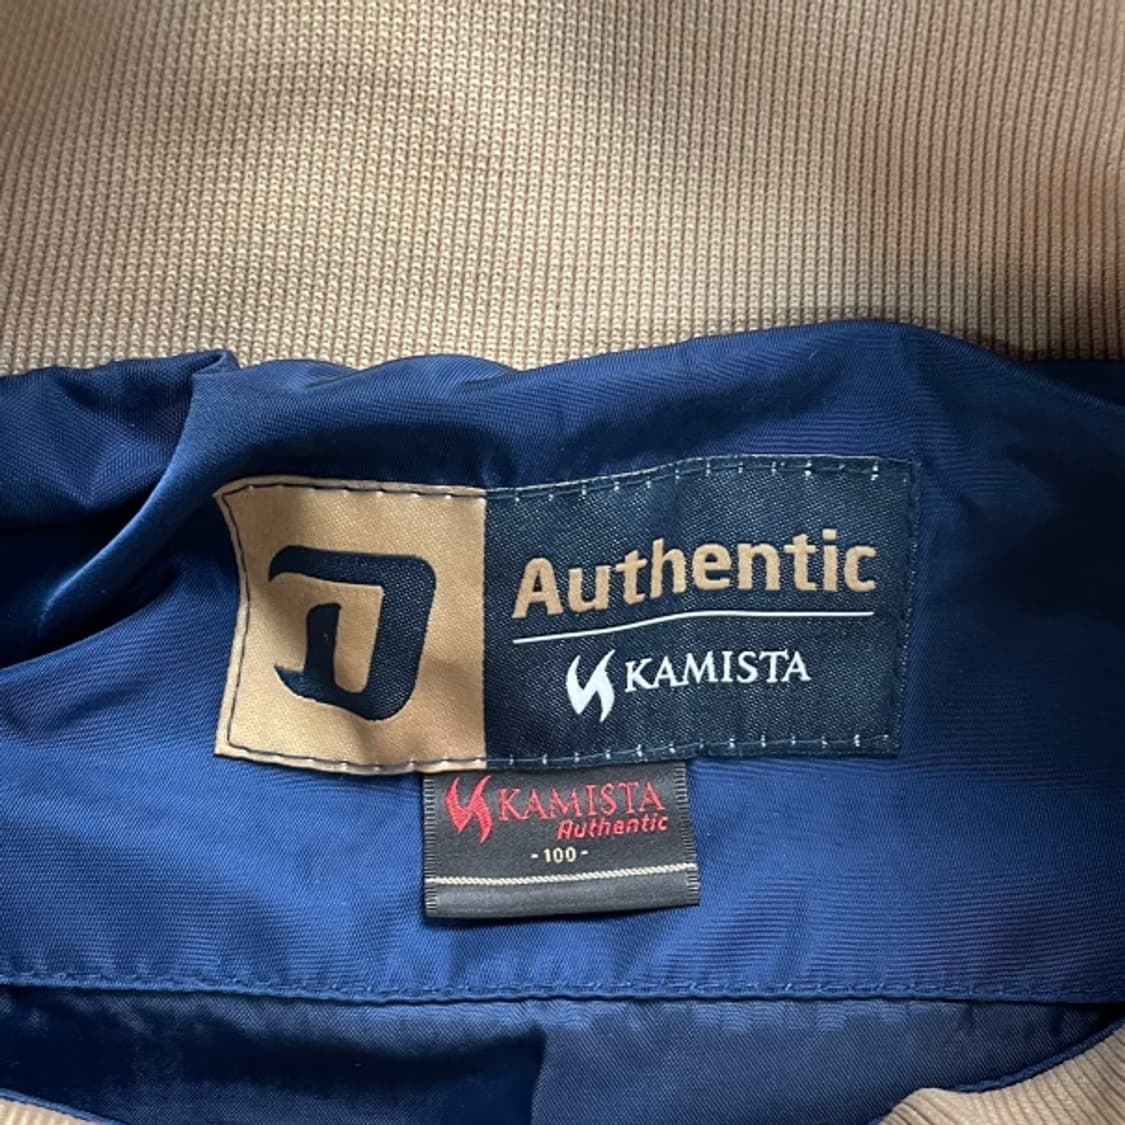 D
Authentic
KAMISTA
KAMISTA
Authentic
-100-